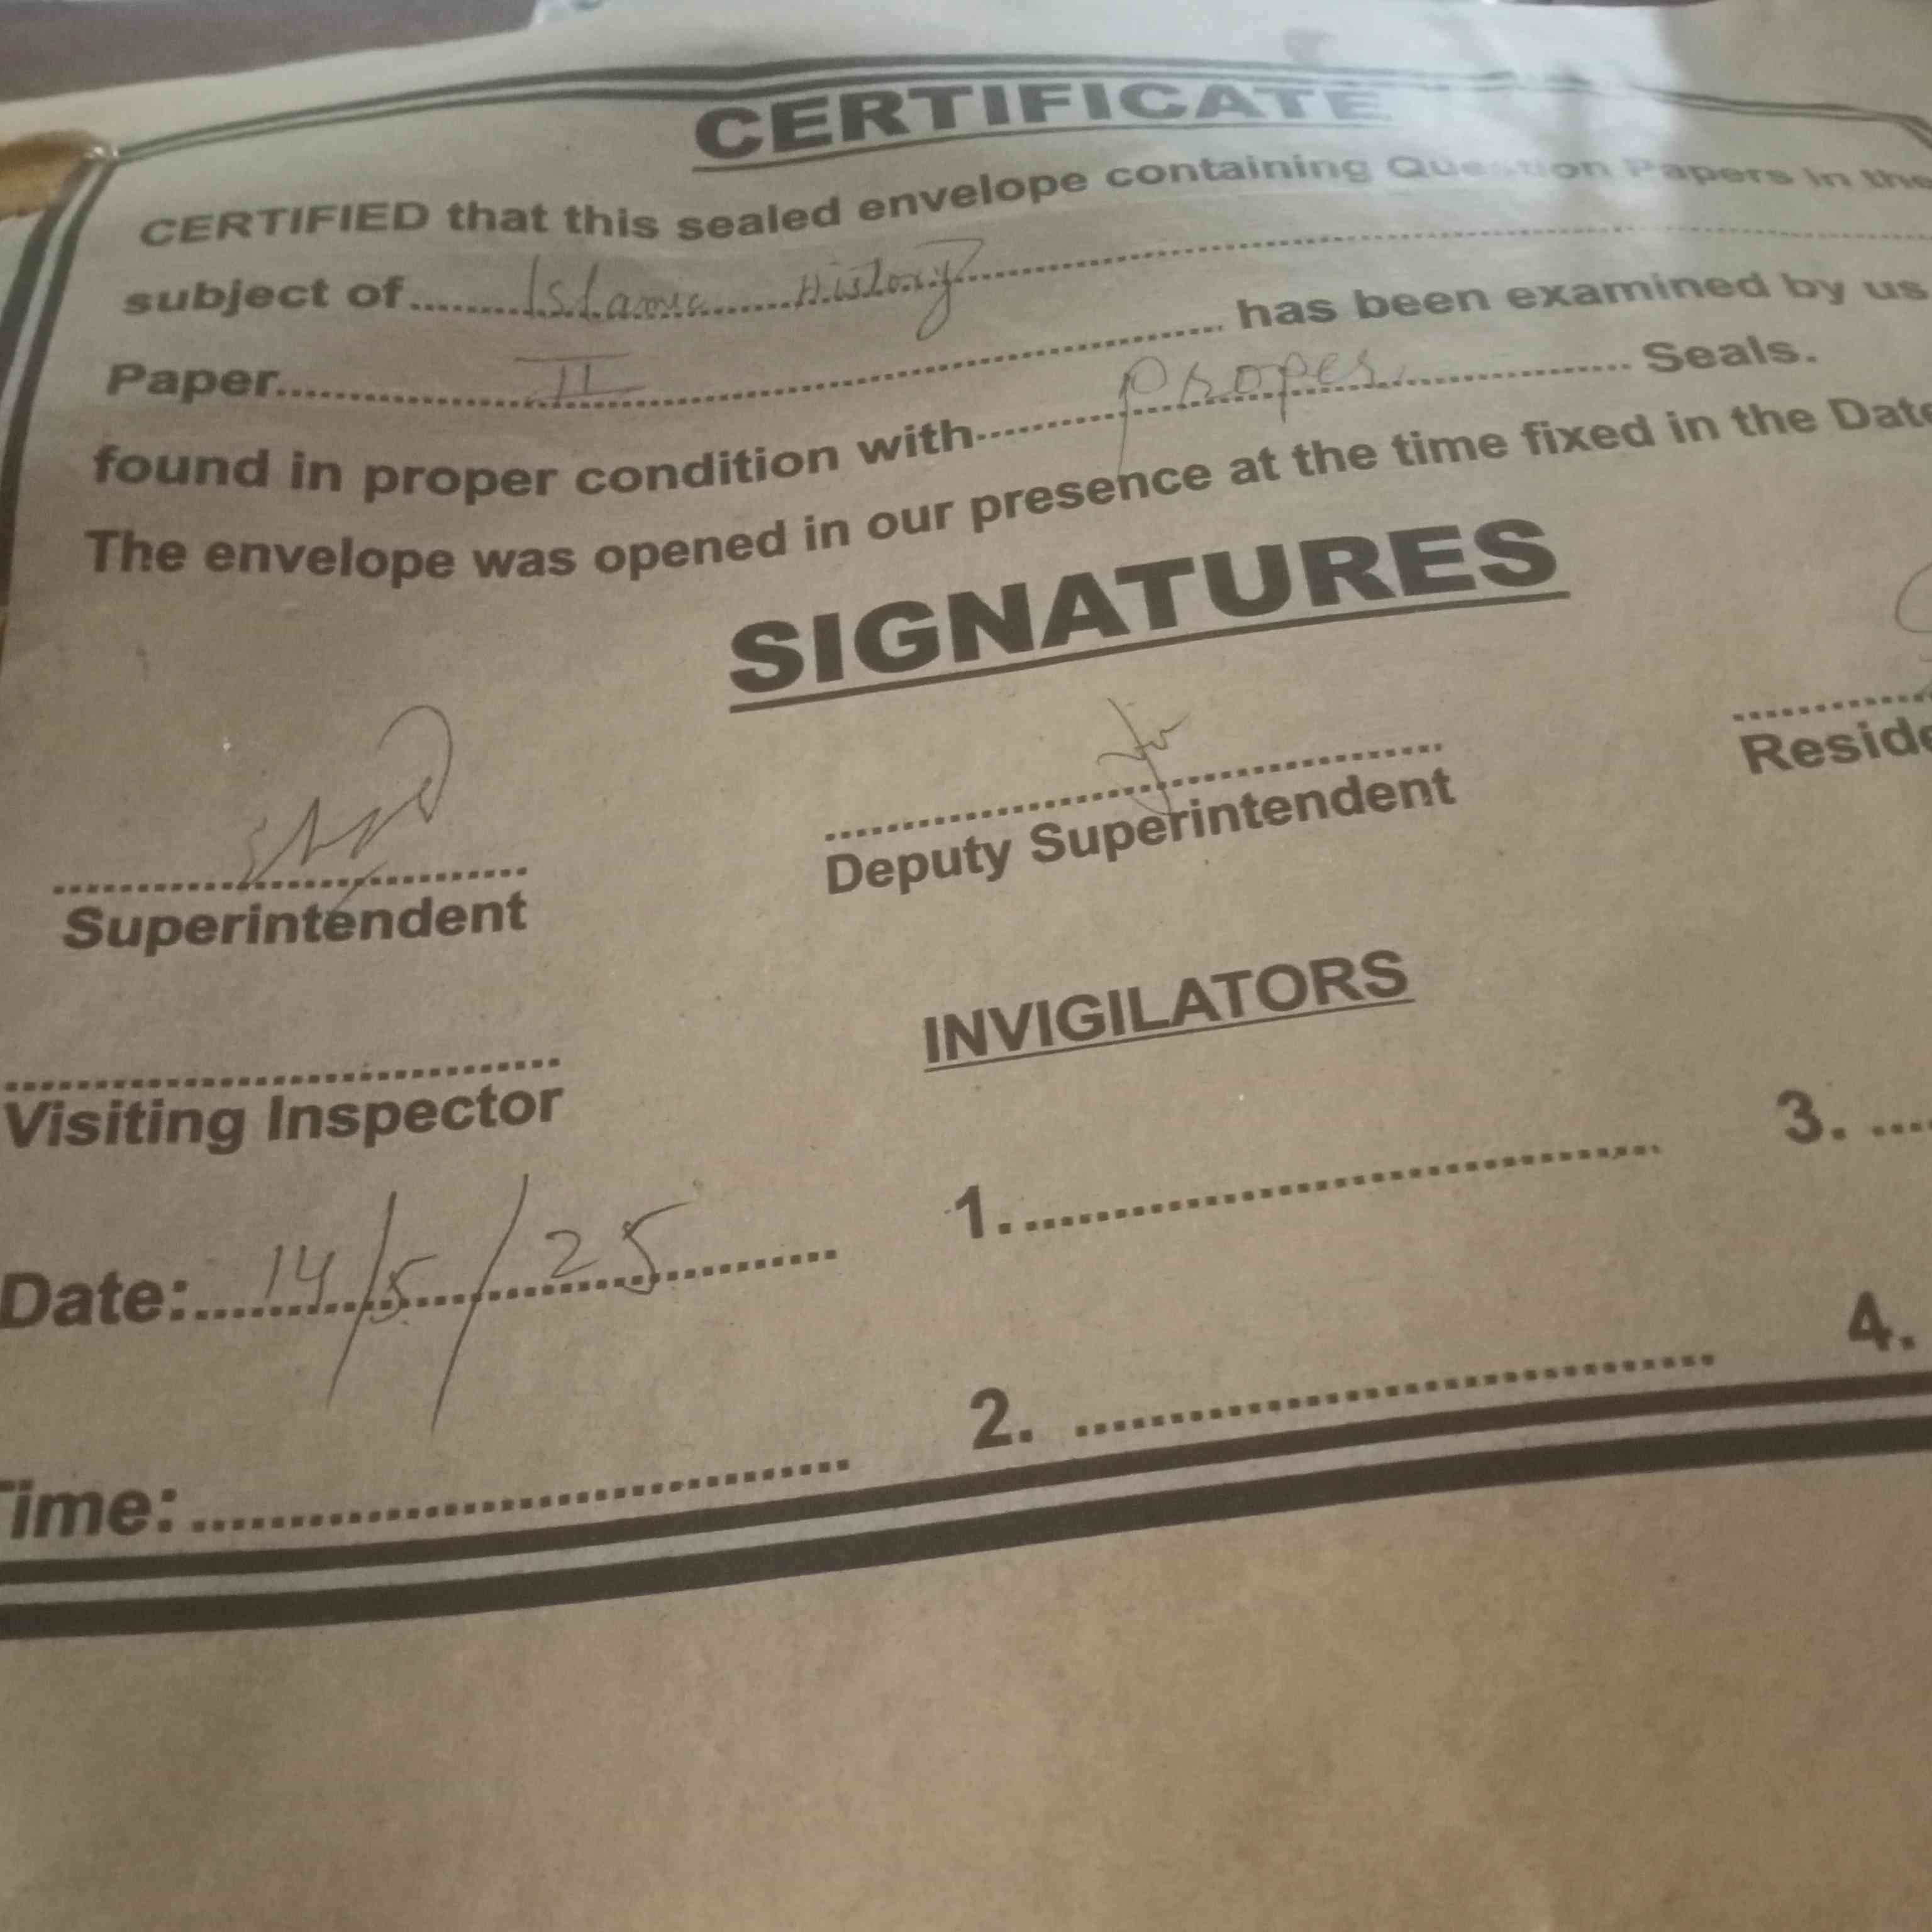 CERTIFICATE
CERTIFIED that this sealed envelope containing Question Papers in the
subject of........Islamic History........
Paper........II........ has been examined by us
found in proper condition with........proper........ Seals.
The envelope was opened in our presence at the time fixed in the Date
SIGNATURES
Superintendent
Deputy Superintendent
Reside
Visiting Inspector
INVIGILATORS
Date:....14/5/25....
1. ........
3. ....
Time: ........
2. ........
4.